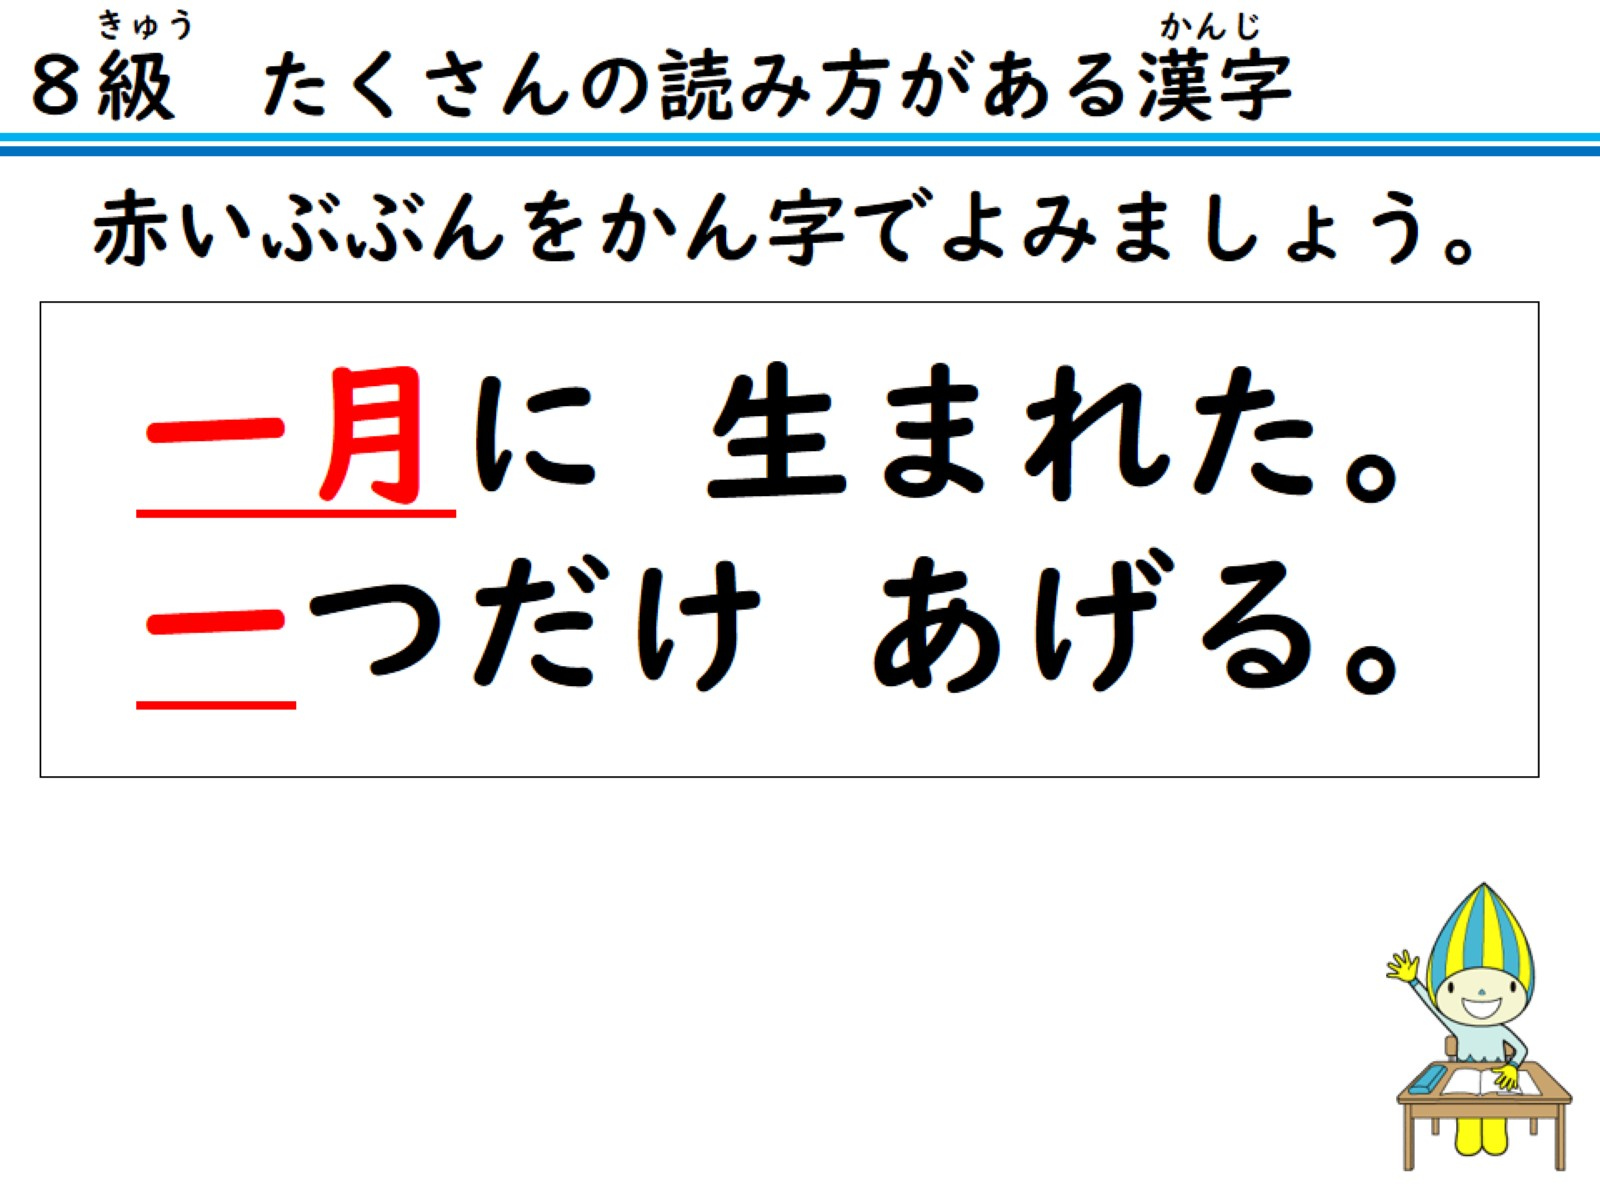 きゅう かんじ
8級 たくさんの読み方がある漢字
赤いぶぶんをかん字でよみましょう。
一月に 生まれた。
一つだけ あげる。